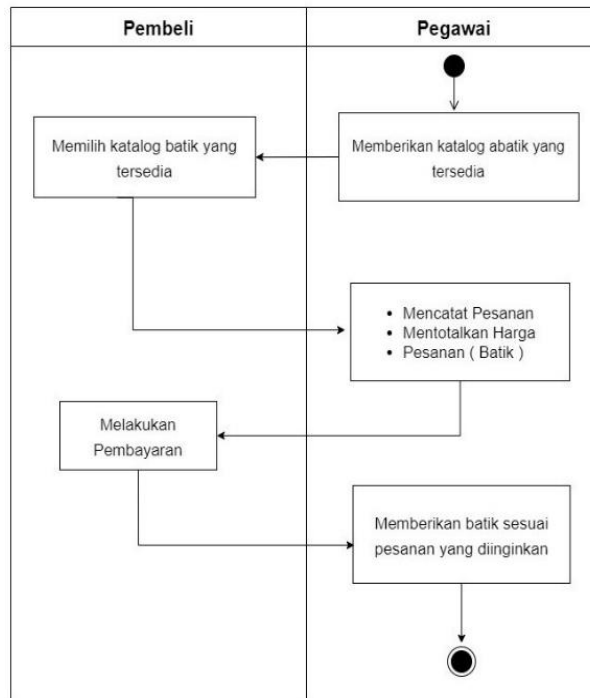 Pembeli
Pegawai
Memberikan katalog abatik yang
tersedia
Memilih katalog batik yang
tersedia
• Mencatat Pesanan
• Mentotalkan Harga
• Pesanan ( Batik )
Melakukan
Pembayaran
Memberikan batik sesuai
pesanan yang diinginkan